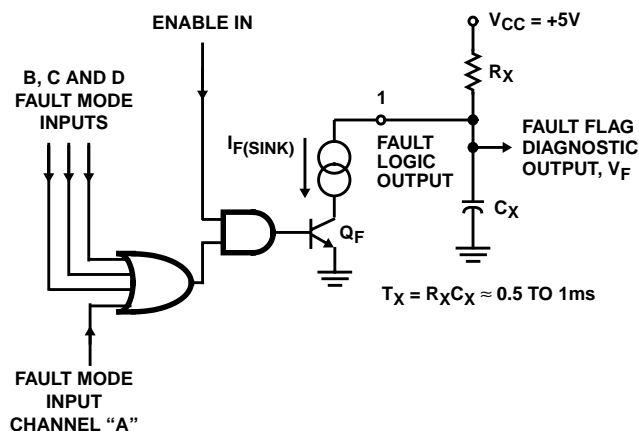 ENABLE IN
V_CC = +5V
B, C AND D
FAULT MODE
INPUTS
R_X
1
I_F(SINK)
FAULT
LOGIC
OUTPUT
FAULT FLAG
DIAGNOSTIC
OUTPUT, V_F
C_X
Q_F
T_X = R_XC_X ≈ 0.5 TO 1ms
FAULT MODE
INPUT
CHANNEL “A”